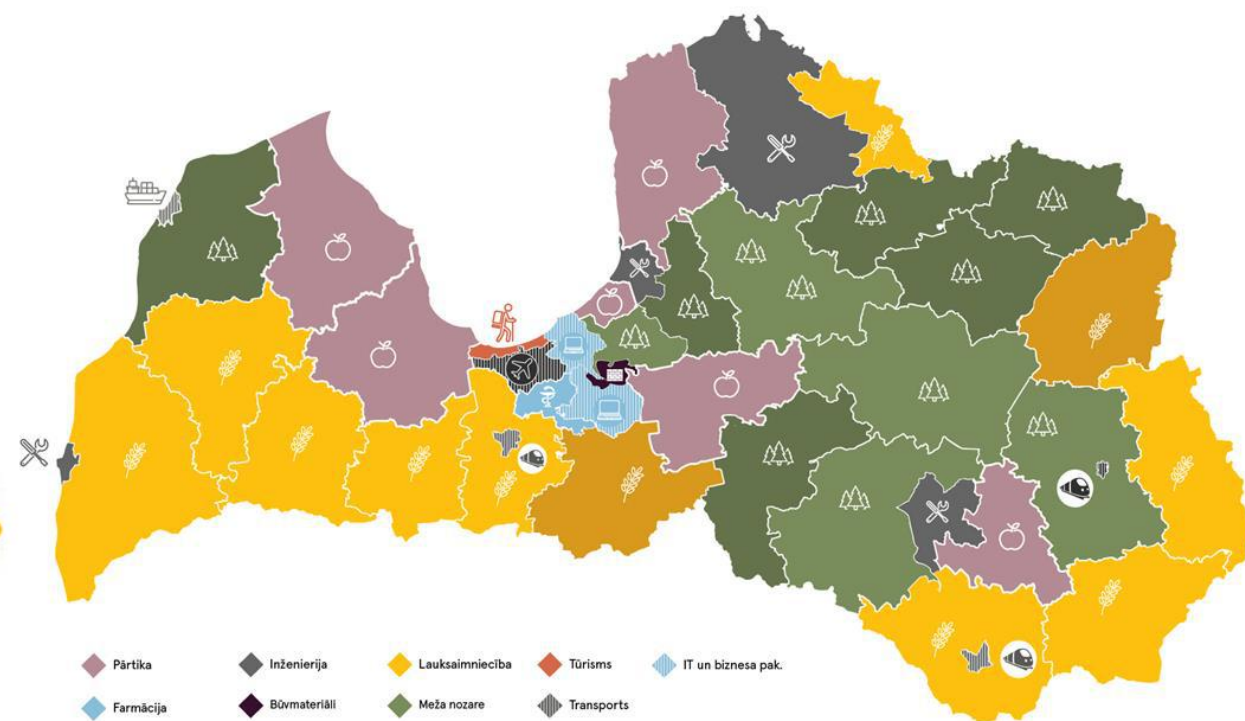 Pārtika Inženierija Lauksaimniecība Tūrisms IT un biznesa pak.
Farmācija Būvmateriāli Meža nozare Transports